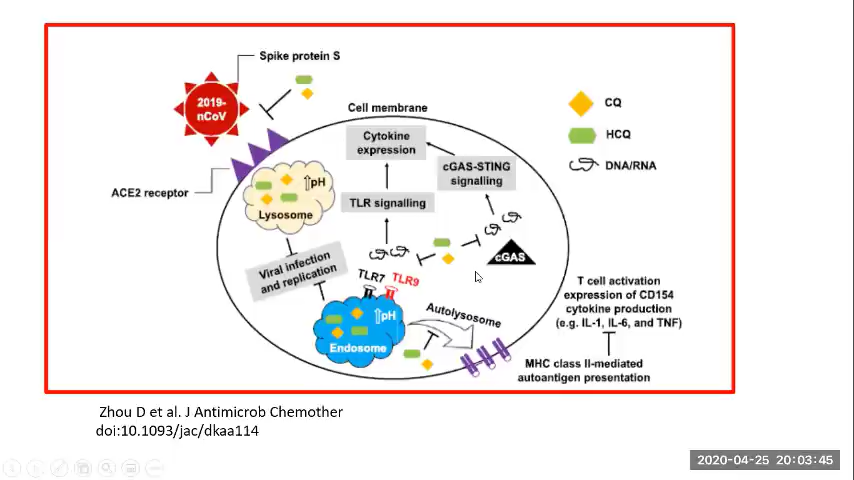 Spike protein S
2019-
nCoV
Cell membrane
CQ
HCQ
DNA/RNA
Cytokine
expression
cGAS-STING
signalling
ACE2 receptor
pH
Lysosome
TLR signalling
Viral infection
and replication
cGAS
TLR7 TLR9
pH
Endosome
Autolysosome
T cell activation
expression of CD154
cytokine production
(e.g. IL-1, IL-6, and TNF)
MHC class II-mediated
autoantigen presentation
Zhou D et al. J Antimicrob Chemother
doi:10.1093/jac/dkaa114
2020-04-25 20:03:45